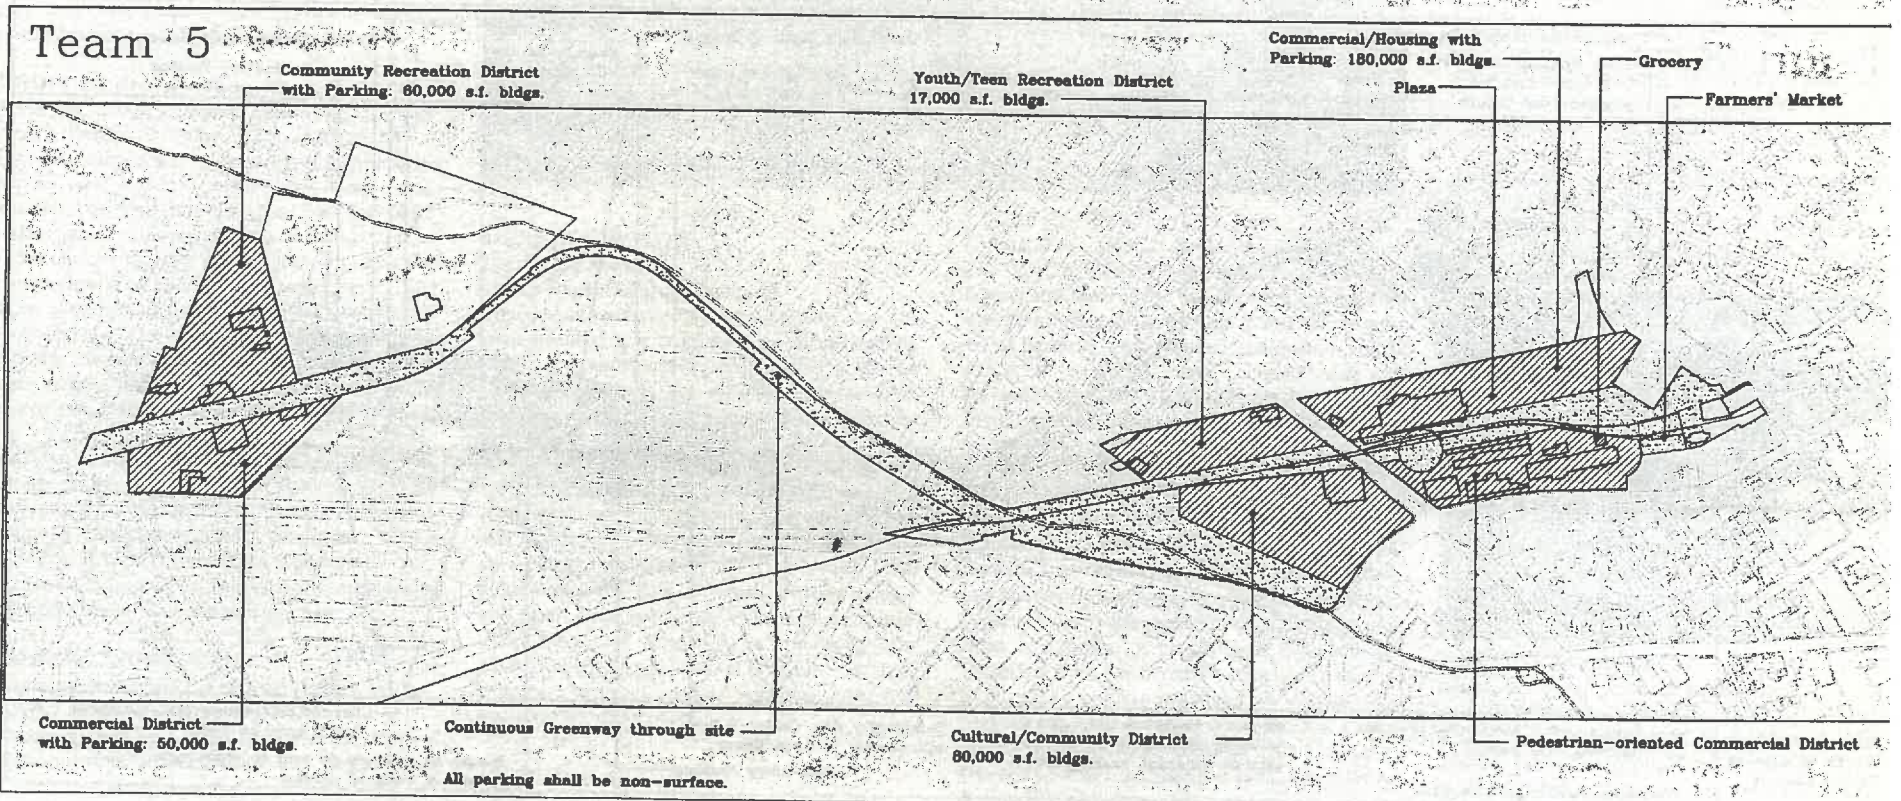 Team 5
Community Recreation District
with Parking: 60,000 s.f. bldgs.
Youth/Teen Recreation District
17,000 s.f. bldgs.
Commercial/Housing with
Parking: 180,000 s.f. bldgs.
Plaza
Grocery
Farmers' Market
Commercial District
with Parking: 50,000 s.f. bldgs.
Continuous Greenway through site
All parking shall be non-surface.
Cultural/Community District
80,000 s.f. bldgs.
Pedestrian-oriented Commercial District